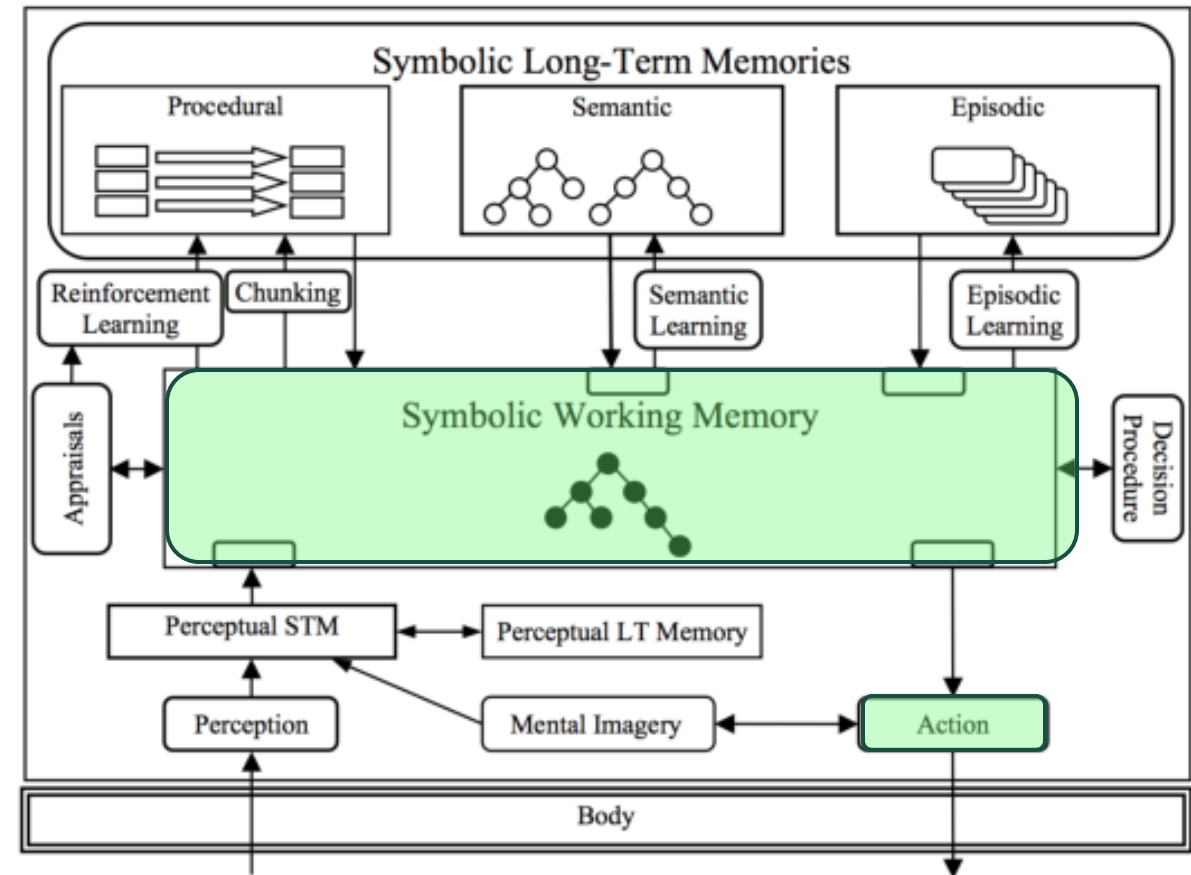 Symbolic Long-Term Memories
Procedural
Semantic
Episodic
Reinforcement
Learning
Chunking
Semantic
Learning
Episodic
Learning
Appraisals
Symbolic Working Memory
Decision
Procedure
Perceptual STM
Perceptual LT Memory
Perception
Mental Imagery
Action
Body